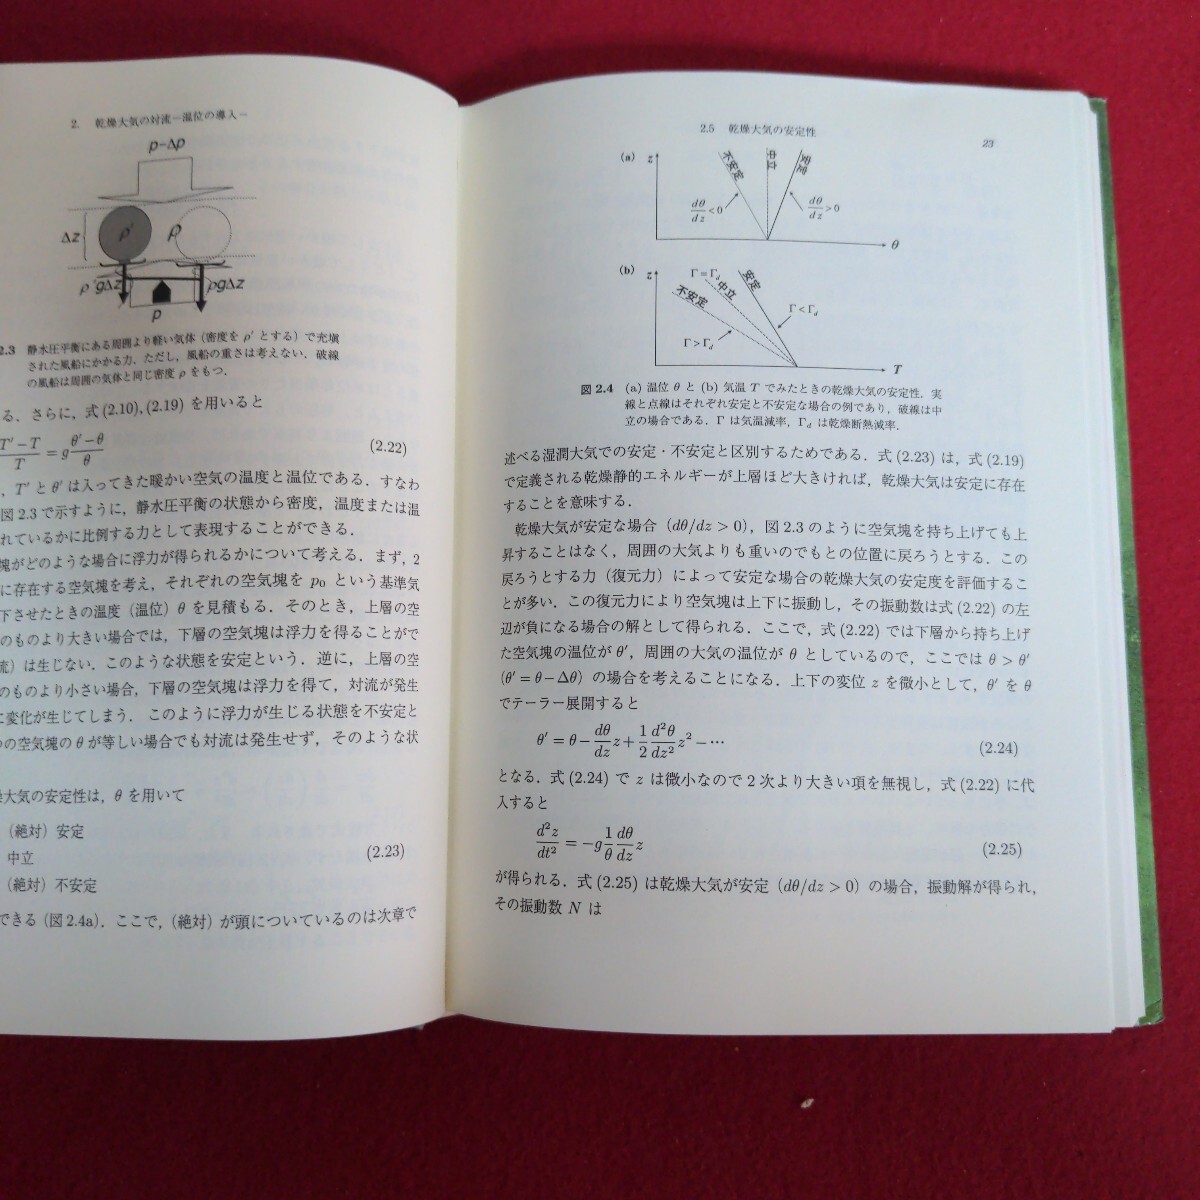 2. 乾燥大気の対流－温位の導入－
p－Δp
Δz
ρ'
ρ
ρ'gΔz
ρgΔz
p
2.3 静水圧平衡にある周囲より軽い気体（密度を ρ' とする）で充塡
された風船にかかる力．ただし，風船の重さは考えない．破線
の風船は周囲の気体と同じ密度 ρ をもつ．
る．さらに，式 (2.10), (2.19) を用いると
T'－T/T = g θ'－θ/θ (2.22)
，T' と θ' は入ってきた暖かい空気の温度と温位である．すなわ
図 2.3 で示すように，静水圧平衡の状態から密度，温度または温
れているかに比例する力として表現することができる．
塊がどのような場合に浮力が得られるかについて考える．まず，2
に存在する空気塊を考え，それぞれの空気塊を p₀ という基準気
下させたときの温度（温位）θ を見積もる．そのとき，上層の空
のものより大きい場合では，下層の空気塊は浮力を得ることがで
流）は生じない．このような状態を安定という．逆に，上層の空
のものより小さい場合，下層の空気塊は浮力を得て，対流が発生
に変化が生じてしまう．このように浮力が生じる状態を不安定と
の空気塊の θ が等しい場合でも対流は発生せず，そのような状
大気の安定性は，θ を用いて
（絶対）安定
中立 (2.23)
（絶対）不安定
できる（図 2.4a）．ここで，（絶対）が頭についているのは次章で
2.5 乾燥大気の安定性 23
(a) z
不安定 中立 安定
dθ/dz<0
dθ/dz>0
θ
(b) z
Γ=Γd
不安定 中立 安定
Γ<Γd
Γ>Γd
T
図 2.4 (a) 温位 θ と (b) 気温 T でみたときの乾燥大気の安定性．実
線と点線はそれぞれ安定と不安定な場合の例であり，破線は中
立の場合である．Γ は気温減率，Γd は乾燥断熱減率．
述べる湿潤大気での安定・不安定と区別するためである．式 (2.23) は，式 (2.19)
で定義される乾燥静的エネルギーが上層ほど大きければ，乾燥大気は安定に存在
することを意味する．
乾燥大気が安定な場合（dθ/dz > 0），図 2.3 のように空気塊を持ち上げても上
昇することはなく，周囲の大気よりも重いのでもとの位置に戻ろうとする．この
戻ろうとする力（復元力）によって安定な場合の乾燥大気の安定度を評価するこ
とが多い．この復元力により空気塊は上下に振動し，その振動数は式 (2.22) の左
辺が負になる場合の解として得られる．ここで，式 (2.22) では下層から持ち上げ
た空気塊の温位が θ'，周囲の大気の温位が θ としているので，ここでは θ > θ'
（θ' = θ－Δθ）の場合を考えることになる．上下の変位 z を微小として，θ' を θ
でテーラー展開すると
θ' = θ－dθ/dz z＋1/2 d²θ/dz² z²－⋯ (2.24)
となる．式 (2.24) で z は微小なので 2 次より大きい項を無視し，式 (2.22) に代
入すると
d²z/dt² = －g 1/θ dθ/dz z (2.25)
が得られる．式 (2.25) は乾燥大気が安定（dθ/dz > 0）の場合，振動解が得られ，
その振動数 N は